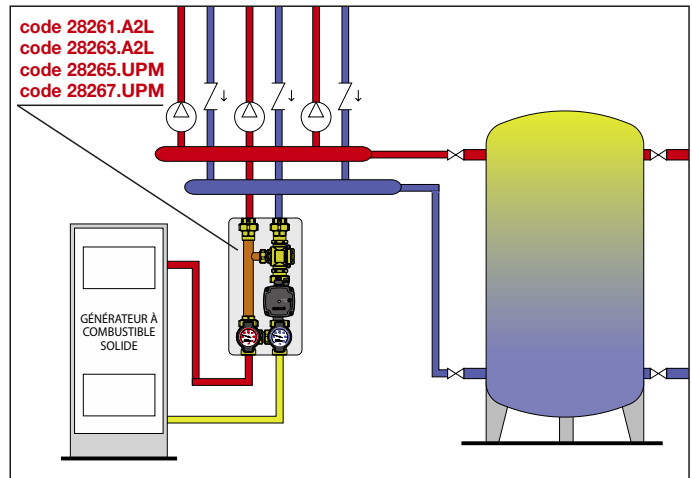 code 28261.A2L
code 28263.A2L
code 28265.UPM
code 28267.UPM
GÉNÉRATEUR À
COMBUSTIBLE
SOLIDE